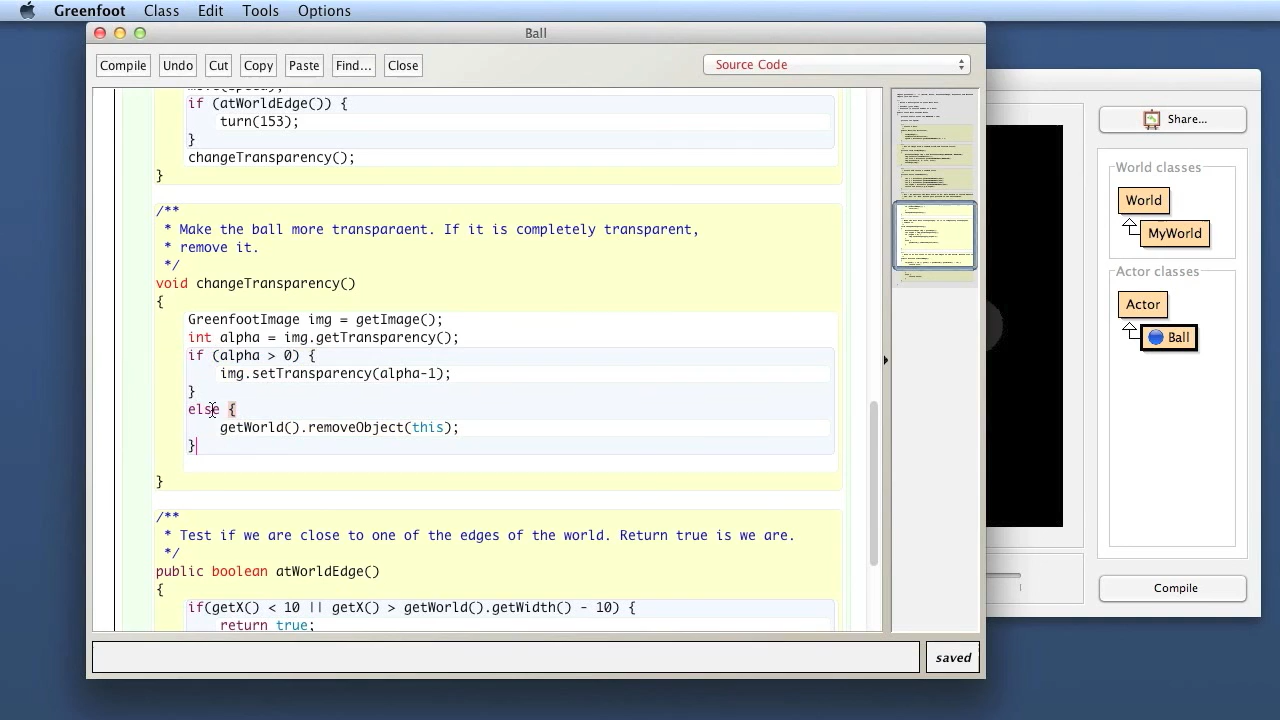 Greenfoot Class Edit Tools Options
Ball
Compile Undo Cut Copy Paste Find... Close Source Code
if (atWorldEdge()) {
turn(153);
}
changeTransparency();
}
/**
* Make the ball more transparaent. If it is completely transparent,
* remove it.
*/
void changeTransparency()
{
GreenfootImage img = getImage();
int alpha = img.getTransparency();
if (alpha > 0) {
img.setTransparency(alpha-1);
}
else {
getWorld().removeObject(this);
}
}
/**
* Test if we are close to one of the edges of the world. Return true is we are.
*/
public boolean atWorldEdge()
{
if(getX() < 10 || getX() > getWorld().getWidth() - 10) {
return true;
saved
Share...
World classes
World
MyWorld
Actor classes
Actor
Ball
Compile